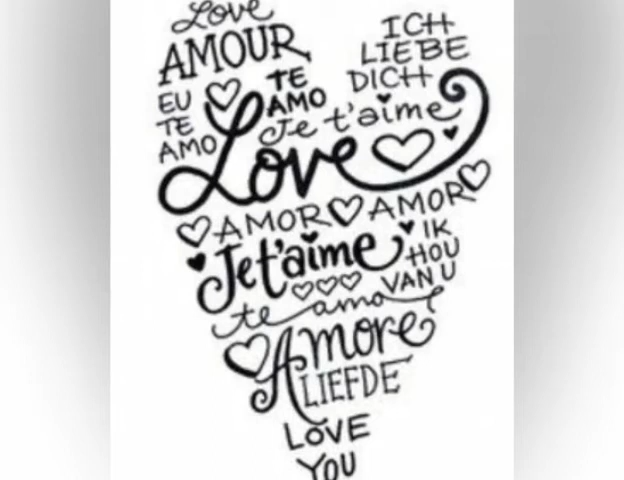 Love
AMOUR
ICH
LIEBE
DICH
EU
TE
AMO
TE
AMO
Je t'aime
Love
AMOR AMOR
Je t'aime
IK
HOU
VAN U
te amo
Amore
LIEFDE
LOVE
YOU